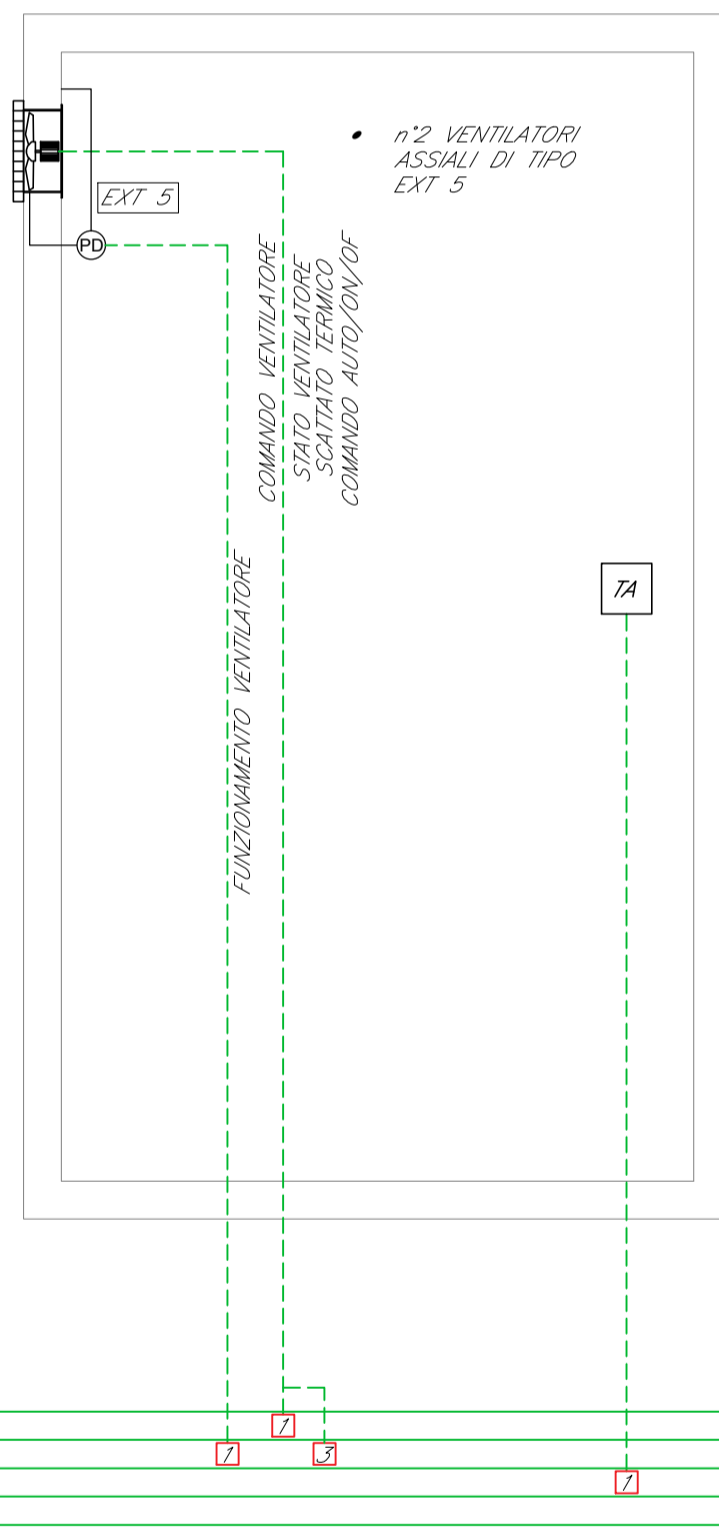 n°2 VENTILATORI
ASSIALI DI TIPO
EXT 5
EXT 5
PD
COMANDO VENTILATORE
STATO VENTILATORE
SCATTATO TERMICO
COMANDO AUTO/ON/OF
FUNZIONAMENTO VENTILATORE
TA
1
1
3
1